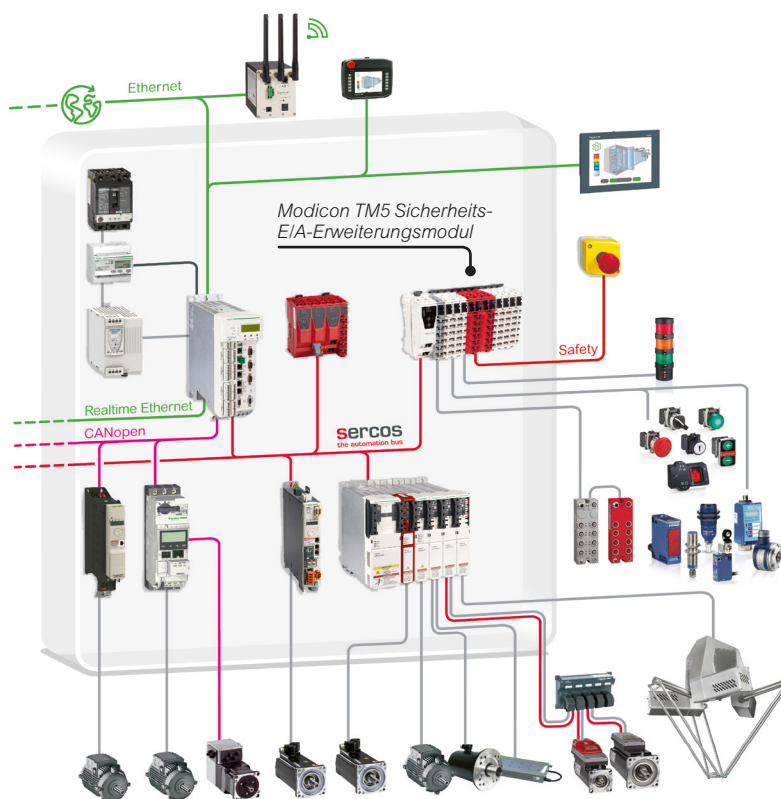 Ethernet
Modicon TM5 Sicherheits-
E/A-Erweiterungsmodul
Safety
Realtime Ethernet
CANopen
sercos
the automation bus